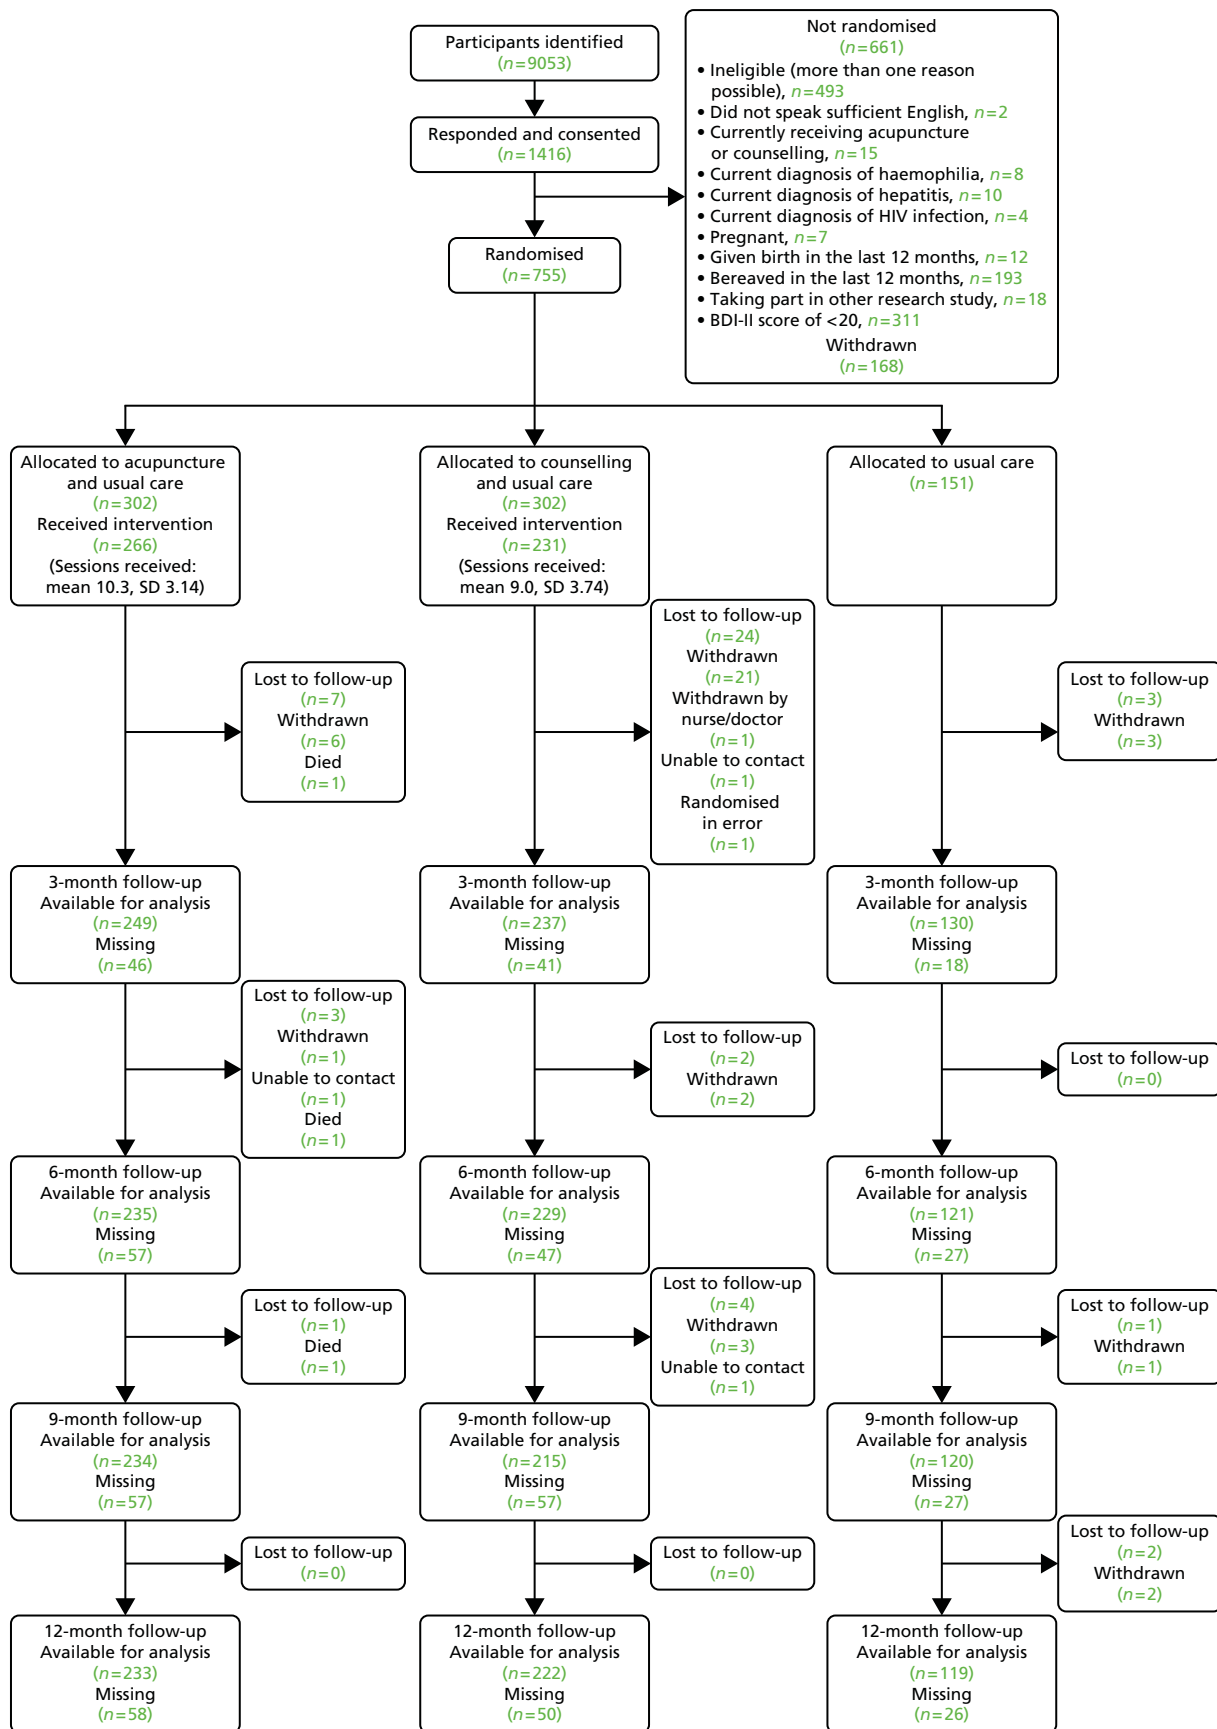 Participants identified
(n=9053)
Responded and consented
(n=1416)
Not randomised
(n=661)
• Ineligible (more than one reason
possible), n=493
• Did not speak sufficient English, n=2
• Currently receiving acupuncture
or counselling, n=15
• Current diagnosis of haemophilia, n=8
• Current diagnosis of hepatitis, n=10
• Current diagnosis of HIV infection, n=4
• Pregnant, n=7
• Given birth in the last 12 months, n=12
• Bereaved in the last 12 months, n=193
• Taking part in other research study, n=18
• BDI-II score of <20, n=311
Withdrawn
(n=168)
Randomised
(n=755)
Allocated to acupuncture
and usual care
(n=302)
Received intervention
(n=266)
(Sessions received:
mean 10.3, SD 3.14)
Allocated to counselling
and usual care
(n=302)
Received intervention
(n=231)
(Sessions received:
mean 9.0, SD 3.74)
Allocated to usual care
(n=151)
Lost to follow-up
(n=7)
Withdrawn
(n=6)
Died
(n=1)
Lost to follow-up
(n=24)
Withdrawn
(n=21)
Withdrawn by
nurse/doctor
(n=1)
Unable to contact
(n=1)
Randomised
in error
(n=1)
Lost to follow-up
(n=3)
Withdrawn
(n=3)
3-month follow-up
Available for analysis
(n=249)
Missing
(n=46)
3-month follow-up
Available for analysis
(n=237)
Missing
(n=41)
3-month follow-up
Available for analysis
(n=130)
Missing
(n=18)
Lost to follow-up
(n=3)
Withdrawn
(n=1)
Unable to contact
(n=1)
Died
(n=1)
Lost to follow-up
(n=2)
Withdrawn
(n=2)
Lost to follow-up
(n=0)
6-month follow-up
Available for analysis
(n=235)
Missing
(n=57)
6-month follow-up
Available for analysis
(n=229)
Missing
(n=47)
6-month follow-up
Available for analysis
(n=121)
Missing
(n=27)
Lost to follow-up
(n=1)
Died
(n=1)
Lost to follow-up
(n=4)
Withdrawn
(n=3)
Unable to contact
(n=1)
Lost to follow-up
(n=1)
Withdrawn
(n=1)
9-month follow-up
Available for analysis
(n=234)
Missing
(n=57)
9-month follow-up
Available for analysis
(n=215)
Missing
(n=57)
9-month follow-up
Available for analysis
(n=120)
Missing
(n=27)
Lost to follow-up
(n=0)
Lost to follow-up
(n=0)
Lost to follow-up
(n=2)
Withdrawn
(n=2)
12-month follow-up
Available for analysis
(n=233)
Missing
(n=58)
12-month follow-up
Available for analysis
(n=222)
Missing
(n=50)
12-month follow-up
Available for analysis
(n=119)
Missing
(n=26)